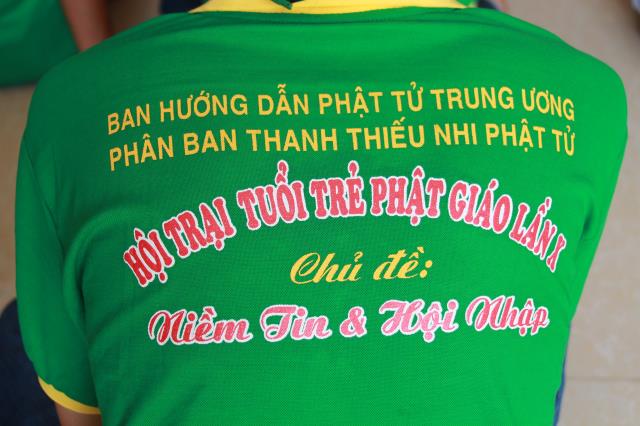 BAN HƯỚNG DẪN PHẬT TỬ TRUNG ƯƠNG
PHÂN BAN THANH THIẾU NHI PHẬT TỬ
HỘI TRẠI TUỔI TRẺ PHẬT GIÁO LẦN X
Chủ đề:
Niềm Tin & Hội Nhập